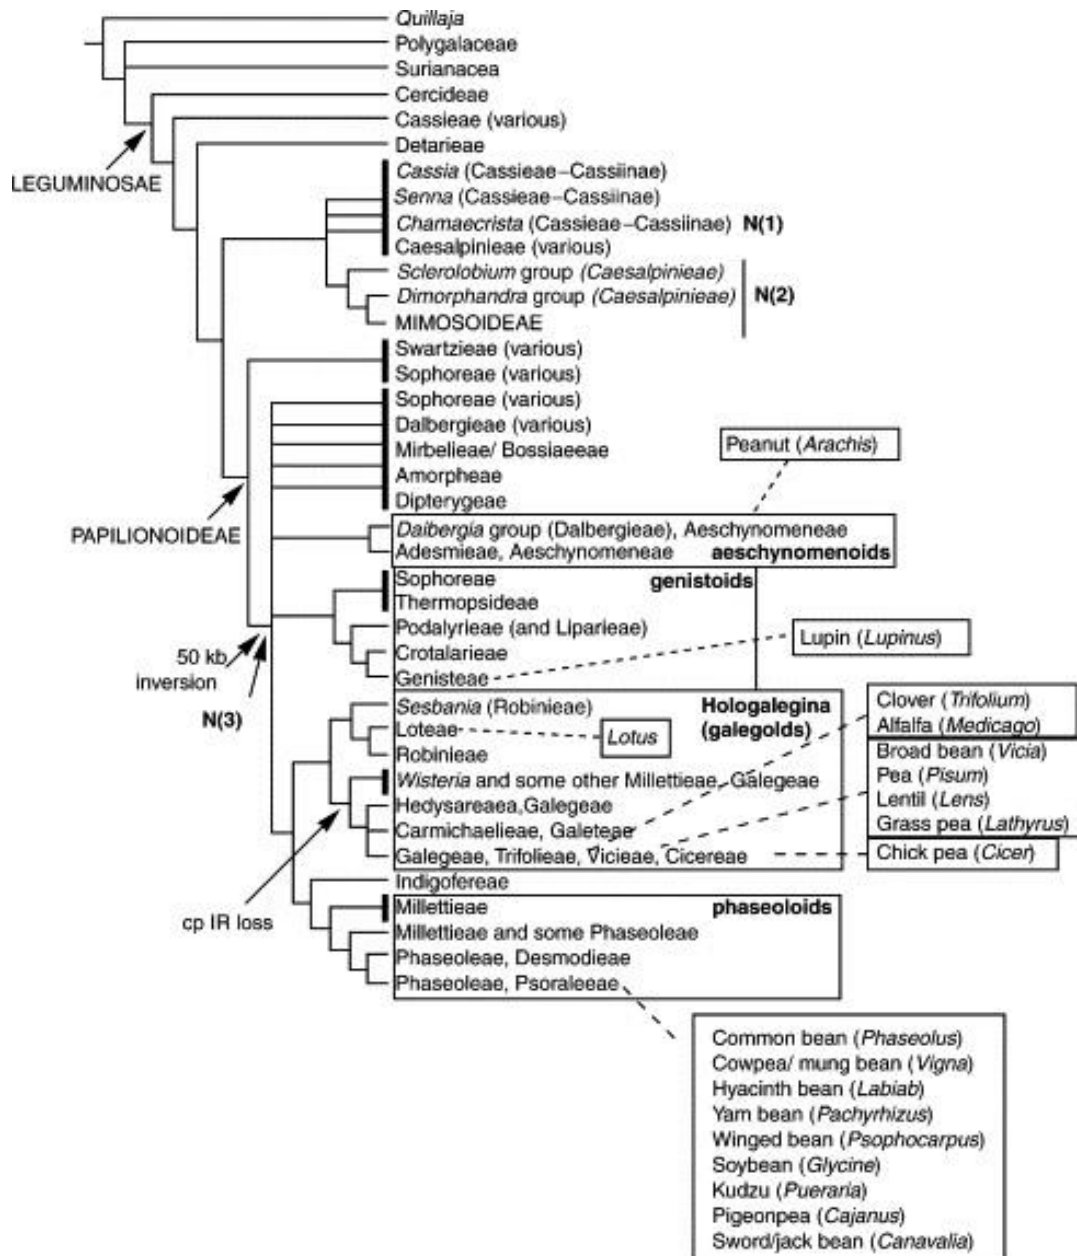 Quillaja
Polygalaceae
Surianacea
Cercideae
Cassieae (various)
Detarieae
LEGUMINOSAE
Cassia (Cassieae–Cassiinae)
Senna (Cassieae–Cassiinae)
Chamaecrista (Cassieae–Cassiinae) N(1)
Caesalpinieae (various)
Sclerolobium group (Caesalpinieae)
Dimorphandra group (Caesalpinieae) N(2)
MIMOSOIDEAE
Swartzieae (various)
Sophoreae (various)
Sophoreae (various)
Dalbergieae (various)
Mirbelieae/ Bossiaeeae
Amorpheae
Dipterygeae
PAPILIONOIDEAE
Peanut (Arachis)
Dalbergia group (Dalbergieae), Aeschynomeneae
Adesmieae, Aeschynomeneae aeschynomenoids
Sophoreae genistoids
Thermopsideae
Podalyrieae (and Liparieae)
Crotalarieae
Genisteae
Lupin (Lupinus)
50 kb
inversion
N(3)
Sesbania (Robinieae) Hologalegina
(galegolds)
Loteae
Lotus
Robinieae
Wisteria and some other Millettieae, Galegeae
Hedysareaea,Galegeae
Carmichaelieae, Galeteae
Galegeae, Trifolieae, Vicieae, Cicereae
Clover (Trifolium)
Alfalfa (Medicago)
Broad bean (Vicia)
Pea (Pisum)
Lentil (Lens)
Grass pea (Lathyrus)
Chick pea (Cicer)
cp IR loss
Indigofereae
Millettieae phaseoloids
Millettieae and some Phaseoleae
Phaseoleae, Desmodieae
Phaseoleae, Psoraleeae
Common bean (Phaseolus)
Cowpea/ mung bean (Vigna)
Hyacinth bean (Labiab)
Yam bean (Pachyrhizus)
Winged bean (Psophocarpus)
Soybean (Glycine)
Kudzu (Pueraria)
Pigeonpea (Cajanus)
Sword/jack bean (Canavalia)